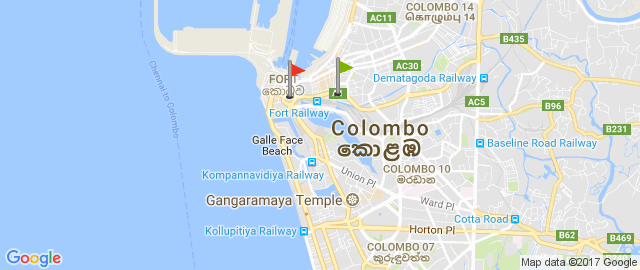 COLOMBO 14
කොළඹ 14
AC11
B435
FORT
කොටුව
AC30
Dematagoda Railway
AC5
B96
Fort Railway
Chennai to Colombo
B231
Colombo
කොළඹ
Galle Face
Beach
Baseline Road Railway
Kompannavidiya Railway
Union Pl
COLOMBO 10
මරදාන
Gangaramaya Temple
Ward Pl
Cotta Road
Kollupitiya Railway
Horton Pl
B62
B469
COLOMBO 07
කුරුඳුවත්ත
Google
Map data ©2017 Google